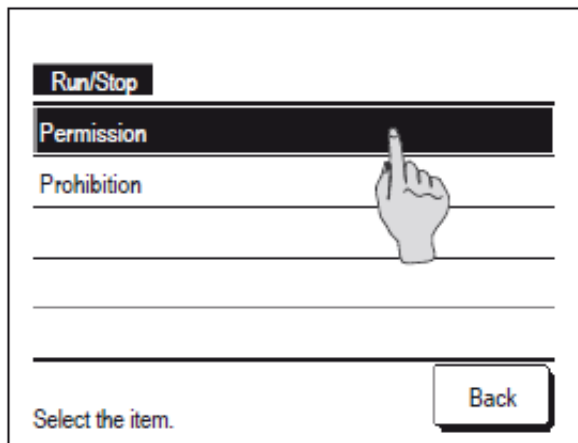 Run/Stop
Permission
Prohibition
Back
Select the item.